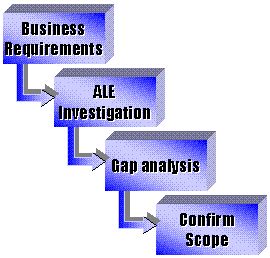 Business
Requirements
ALE
Investigation
Gap analysis
Confirm
Scope